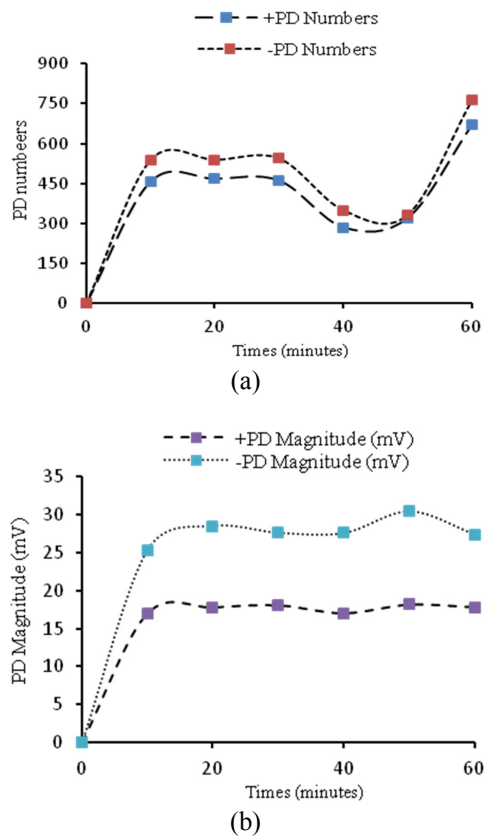 +PD Numbers
-PD Numbers
900
750
600
450
300
150
0
PD numbeers
0 20 40 60
Times (minutes)
(a)
+PD Magnitude (mV)
-PD Magnitude (mV)
35
30
25
20
15
10
5
0
PD Magnitude (mV)
0 20 40 60
Times (minutes)
(b)